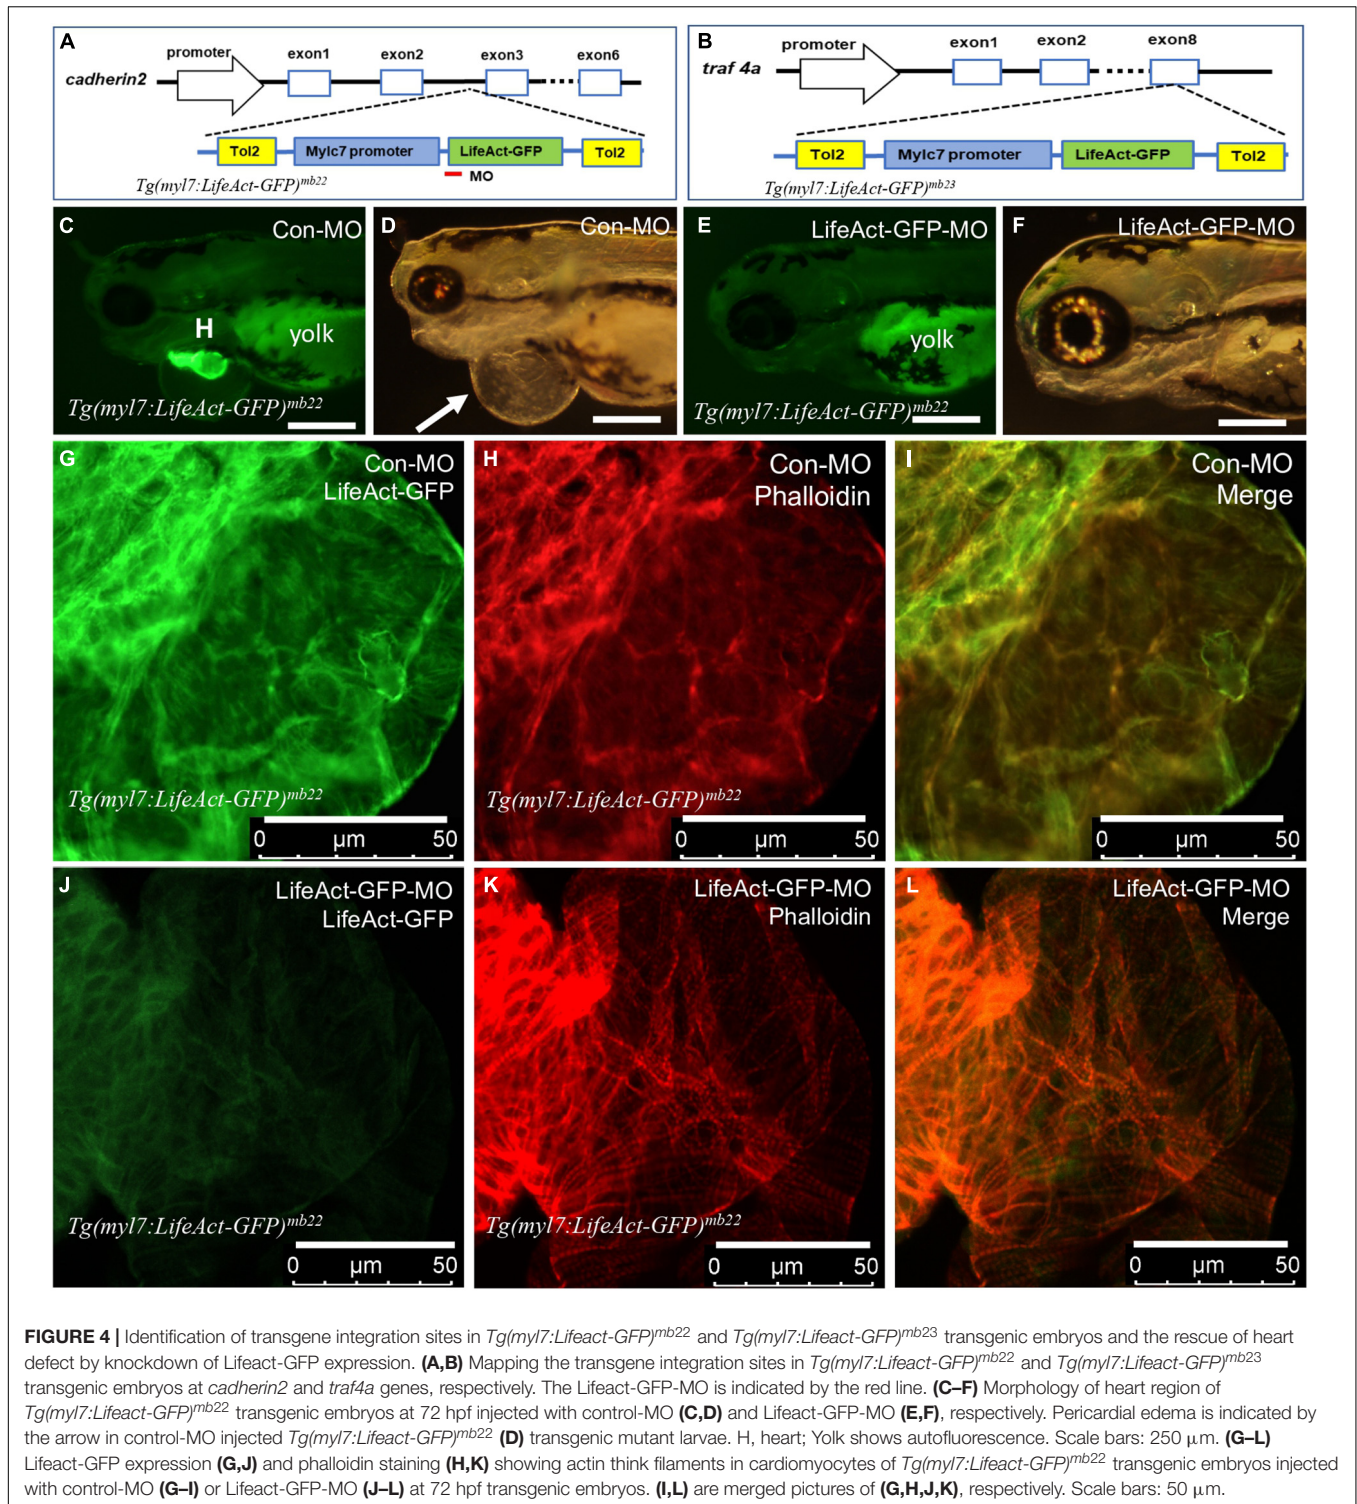 A
promoter
exon1
exon2
exon3
exon6
cadherin2
Tol2
Mylc7 promoter
LifeAct-GFP
Tol2
MO
Tg(myl7:LifeAct-GFP)mb22
B
promoter
exon1
exon2
exon8
traf 4a
Tol2
Mylc7 promoter
LifeAct-GFP
Tol2
Tg(myl7:LifeAct-GFP)mb23
C
Con-MO
H
yolk
Tg(myl7:LifeAct-GFP)mb22
D
Con-MO
E
LifeAct-GFP-MO
yolk
Tg(myl7:LifeAct-GFP)mb22
F
LifeAct-GFP-MO
G
Con-MO
LifeAct-GFP
Tg(myl7:LifeAct-GFP)mb22
0 µm 50
H
Con-MO
Phalloidin
Tg(myl7:LifeAct-GFP)mb22
0 µm 50
I
Con-MO
Merge
0 µm 50
J
LifeAct-GFP-MO
LifeAct-GFP
Tg(myl7:LifeAct-GFP)mb22
0 µm 50
K
LifeAct-GFP-MO
Phalloidin
Tg(myl7:LifeAct-GFP)mb22
0 µm 50
L
LifeAct-GFP-MO
Merge
0 µm 50
FIGURE 4 | Identification of transgene integration sites in Tg(myl7:Lifeact-GFP)mb22 and Tg(myl7:Lifeact-GFP)mb23 transgenic embryos and the rescue of heart
defect by knockdown of Lifeact-GFP expression. (A,B) Mapping the transgene integration sites in Tg(myl7:Lifeact-GFP)mb22 and Tg(myl7:Lifeact-GFP)mb23
transgenic embryos at cadherin2 and traf4a genes, respectively. The Lifeact-GFP-MO is indicated by the red line. (C–F) Morphology of heart region of
Tg(myl7:Lifeact-GFP)mb22 transgenic embryos at 72 hpf injected with control-MO (C,D) and Lifeact-GFP-MO (E,F), respectively. Pericardial edema is indicated by
the arrow in control-MO injected Tg(myl7:Lifeact-GFP)mb22 (D) transgenic mutant larvae. H, heart; Yolk shows autofluorescence. Scale bars: 250 µm. (G–L)
Lifeact-GFP expression (G,J) and phalloidin staining (H,K) showing actin think filaments in cardiomyocytes of Tg(myl7:Lifeact-GFP)mb22 transgenic embryos injected
with control-MO (G–I) or Lifeact-GFP-MO (J–L) at 72 hpf transgenic embryos. (I,L) are merged pictures of (G,H,J,K), respectively. Scale bars: 50 µm.